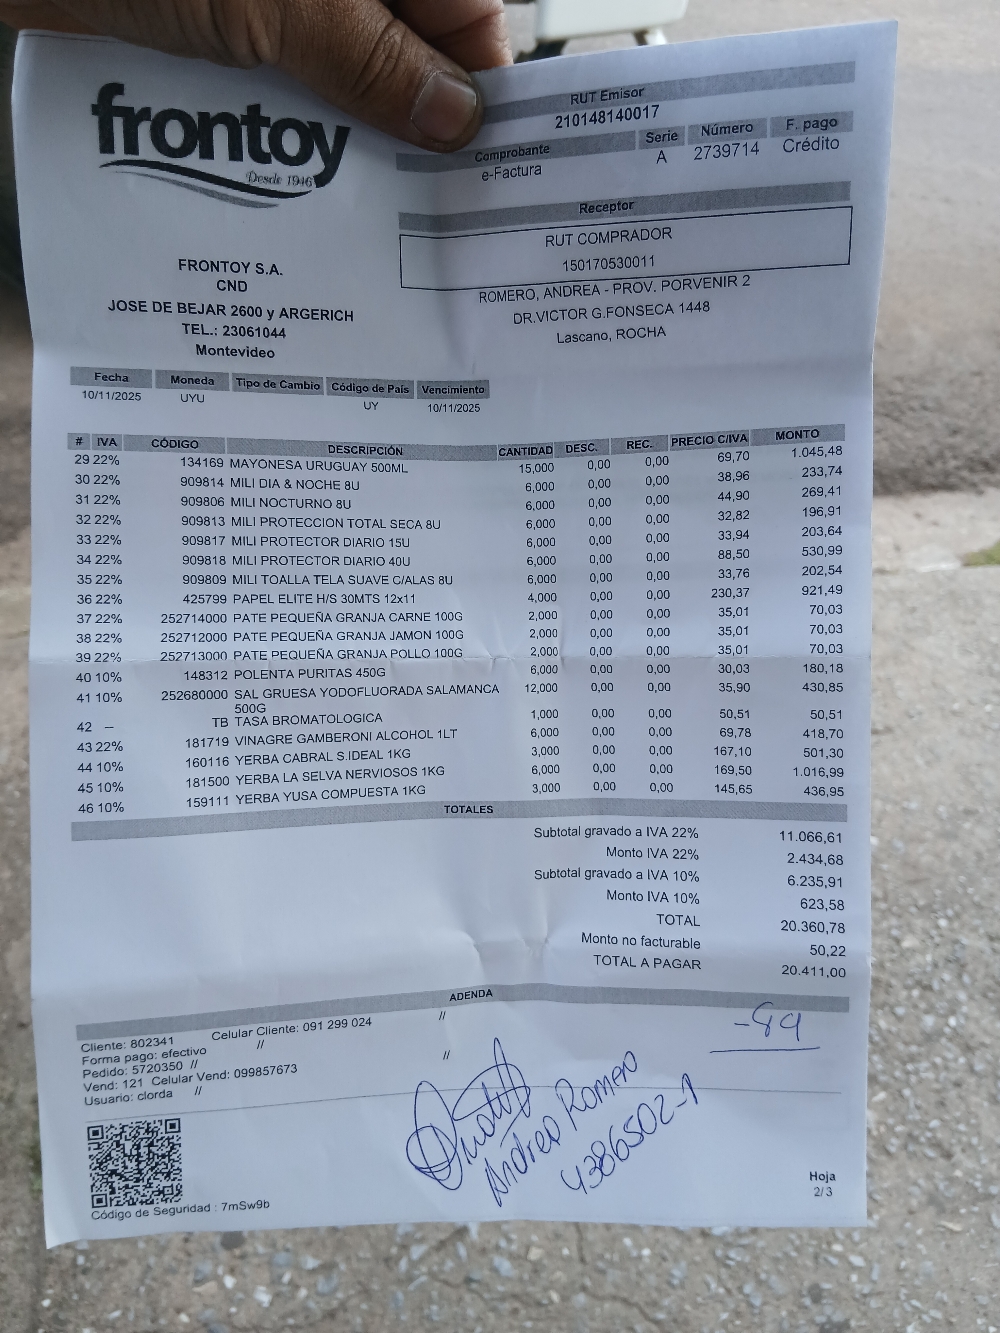 frontoy
Desde 1946
RUT Emisor
210148140017
Comprobante Serie Número F. pago
e-Factura A 2739714 Crédito
Receptor
RUT COMPRADOR
150170530011
ROMERO, ANDREA - PROV. PORVENIR 2
DR.VICTOR G.FONSECA 1448
Lascano, ROCHA
FRONTOY S.A.
CND
JOSE DE BEJAR 2600 y ARGERICH
TEL.: 23061044
Montevideo
Fecha Moneda Tipo de Cambio Código de País Vencimiento
10/11/2025 UYU UY 10/11/2025
# IVA CÓDIGO DESCRIPCIÓN CANTIDAD DESC. REC. PRECIO C/IVA MONTO
29 22% 134169 MAYONESA URUGUAY 500ML 15,000 0,00 0,00 69,70 1.045,48
30 22% 909814 MILI DIA & NOCHE 8U 6,000 0,00 0,00 38,96 233,74
31 22% 909806 MILI NOCTURNO 8U 6,000 0,00 0,00 44,90 269,41
32 22% 909813 MILI PROTECCION TOTAL SECA 8U 6,000 0,00 0,00 32,82 196,91
33 22% 909817 MILI PROTECTOR DIARIO 15U 6,000 0,00 0,00 33,94 203,64
34 22% 909818 MILI PROTECTOR DIARIO 40U 6,000 0,00 0,00 88,50 530,99
35 22% 909809 MILI TOALLA TELA SUAVE C/ALAS 8U 6,000 0,00 0,00 33,76 202,54
36 22% 425799 PAPEL ELITE H/S 30MTS 12x11 4,000 0,00 0,00 230,37 921,49
37 22% 252714000 PATE PEQUEÑA GRANJA CARNE 100G 2,000 0,00 0,00 35,01 70,03
38 22% 252712000 PATE PEQUEÑA GRANJA JAMON 100G 2,000 0,00 0,00 35,01 70,03
39 22% 252713000 PATE PEQUEÑA GRANJA POLLO 100G 2,000 0,00 0,00 35,01 70,03
40 10% 148312 POLENTA PURITAS 450G 6,000 0,00 0,00 30,03 180,18
41 10% 252680000 SAL GRUESA YODOFLUORADA SALAMANCA 12,000 0,00 0,00 35,90 430,85
500G
42 -- TB TASA BROMATOLOGICA 1,000 0,00 0,00 50,51 50,51
43 22% 181719 VINAGRE GAMBERONI ALCOHOL 1LT 6,000 0,00 0,00 69,78 418,70
44 10% 160116 YERBA CABRAL S.IDEAL 1KG 3,000 0,00 0,00 167,10 501,30
45 10% 181500 YERBA LA SELVA NERVIOSOS 1KG 6,000 0,00 0,00 169,50 1.016,99
46 10% 159111 YERBA YUSA COMPUESTA 1KG 3,000 0,00 0,00 145,65 436,95
TOTALES
Subtotal gravado a IVA 22% 11.066,61
Monto IVA 22% 2.434,68
Subtotal gravado a IVA 10% 6.235,91
Monto IVA 10% 623,58
TOTAL 20.360,78
Monto no facturable 50,22
TOTAL A PAGAR 20.411,00
ADENDA
Cliente: 802341 Celular Cliente: 091 299 024 //
Forma pago: efectivo //
Pedido: 5720350 //
Vend: 121 Celular Vend: 099857673 //
Usuario: clorda //
Andrea Romero
4386502-1
Código de Seguridad : 7mSw9b
Hoja
2/3